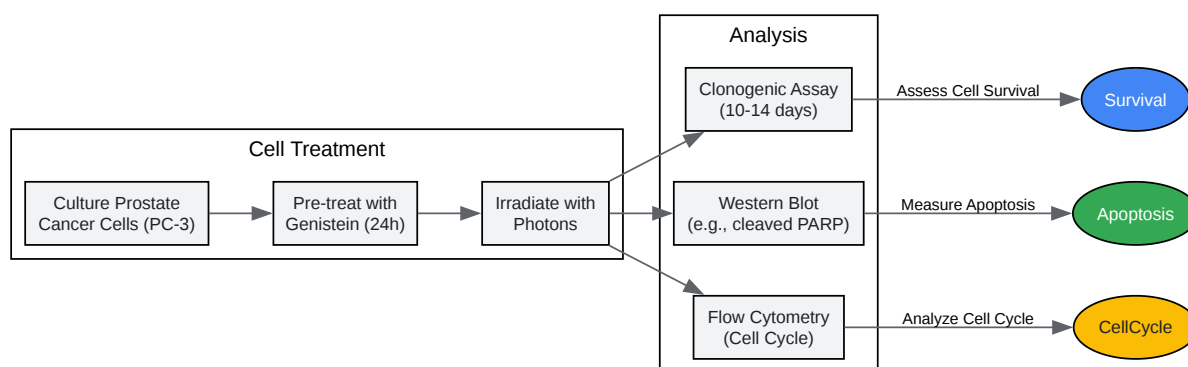 Cell Treatment
Culture Prostate
Cancer Cells (PC-3)
Pre-treat with
Genistein (24h)
Irradiate with
Photons
Analysis
Clonogenic Assay
(10-14 days)
Assess Cell Survival
Survival
Western Blot
(e.g., cleaved PARP)
Measure Apoptosis
Apoptosis
Flow Cytometry
(Cell Cycle)
Analyze Cell Cycle
CellCycle